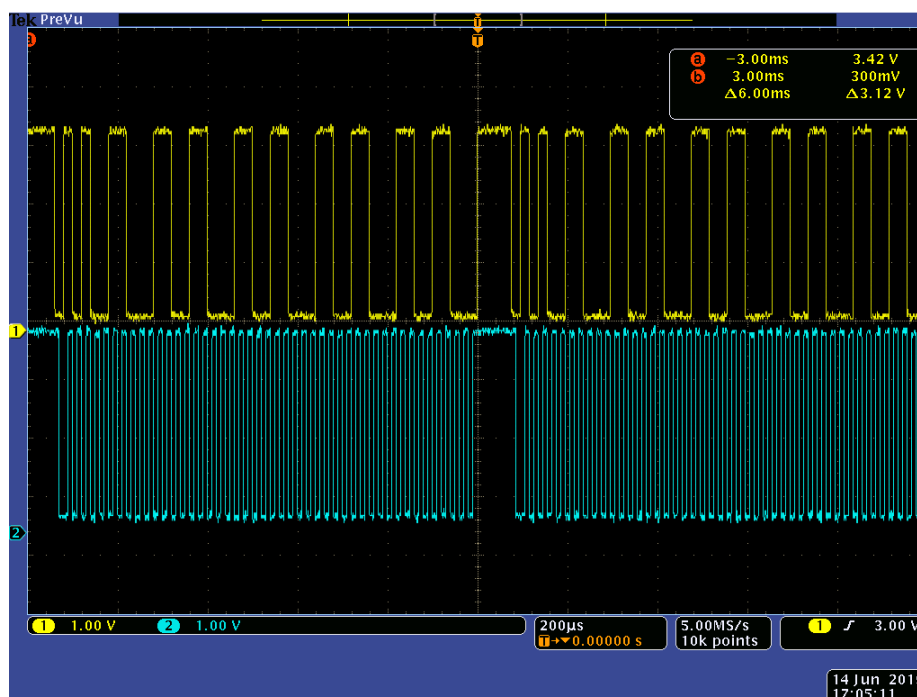 Tek PreVu
T
a
T
a −3.00ms 3.42 V
b 3.00ms 300mV
Δ6.00ms Δ3.12 V
1
2
1 1.00 V 2 1.00 V
200µs
T→▼0.00000 s
5.00MS/s
10k points
1 ƒ 3.00 V
14 Jun 201
17:05:11